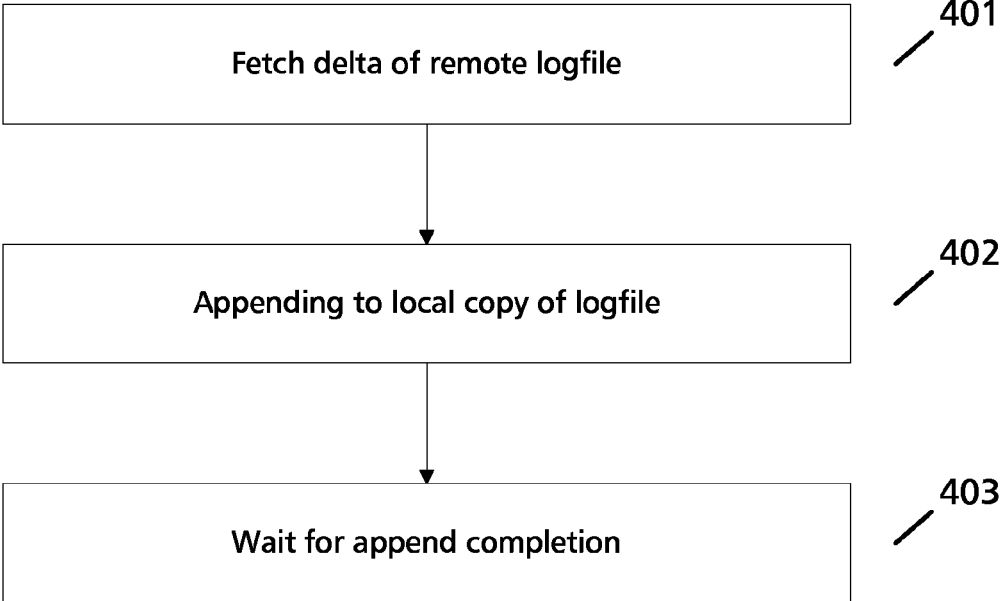 401
Fetch delta of remote logfile
402
Appending to local copy of logfile
403
Wait for append completion